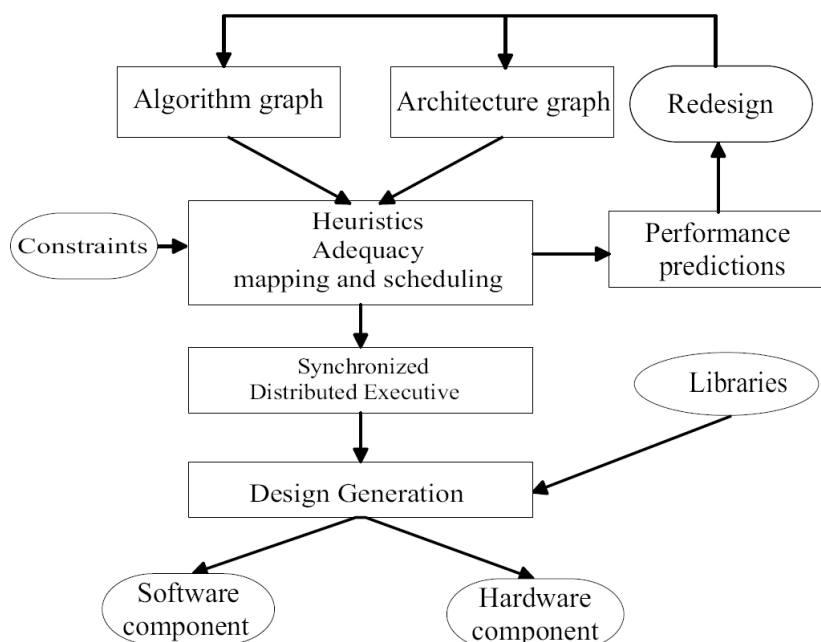 Algorithm graph
Architecture graph
Redesign
Constraints
Heuristics
Adequacy
mapping and scheduling
Performance
predictions
Synchronized
Distributed Executive
Libraries
Design Generation
Software
component
Hardware
component